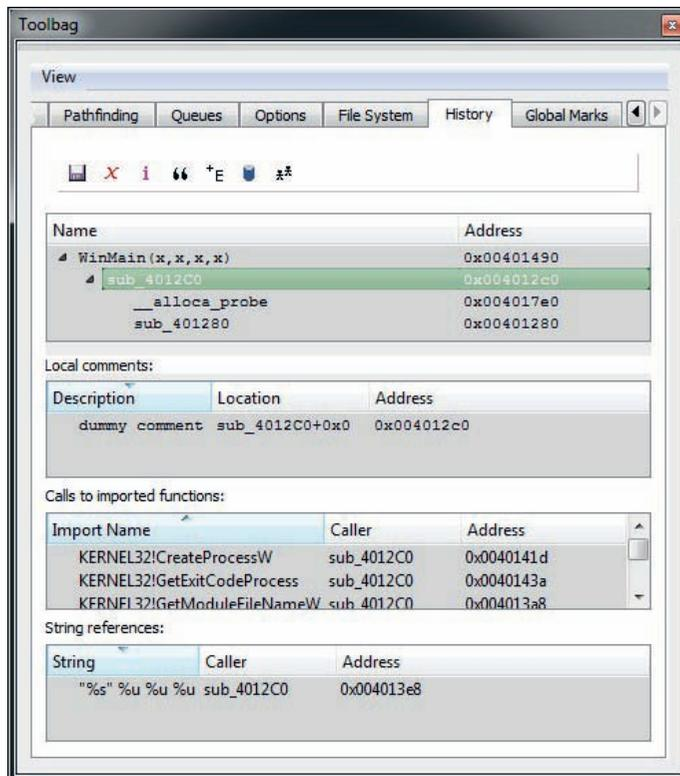 Toolbag
View
Pathfinding Queues Options File System History Global Marks
X i +E
Name Address
WinMain(x,x,x,x) 0x00401490
sub_4012C0 0x004012c0
__alloca_probe 0x004017e0
sub_401280 0x00401280
Local comments:
Description Location Address
dummy comment sub_4012C0+0x0 0x004012c0
Calls to imported functions:
Import Name Caller Address
KERNEL32!CreateProcessW sub_4012C0 0x0040141d
KERNEL32!GetExitCodeProcess sub_4012C0 0x0040143a
KERNEL32!GetModuleFileNameW sub_4012C0 0x004013a8
String references:
String Caller Address
"%s" %u %u %u sub_4012C0 0x004013e8